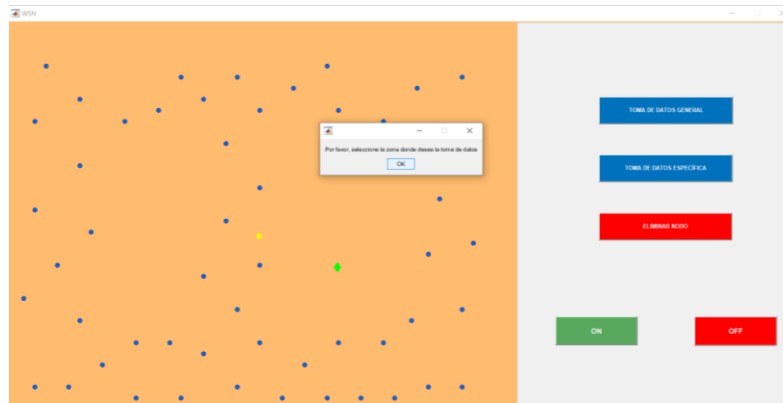 WSN
TOMA DE DATOS GENERAL
Por favor, seleccione la zona donde desea la toma de datos
OK
TOMA DE DATOS ESPECÍFICA
ELIMINAR NODO
ON
OFF